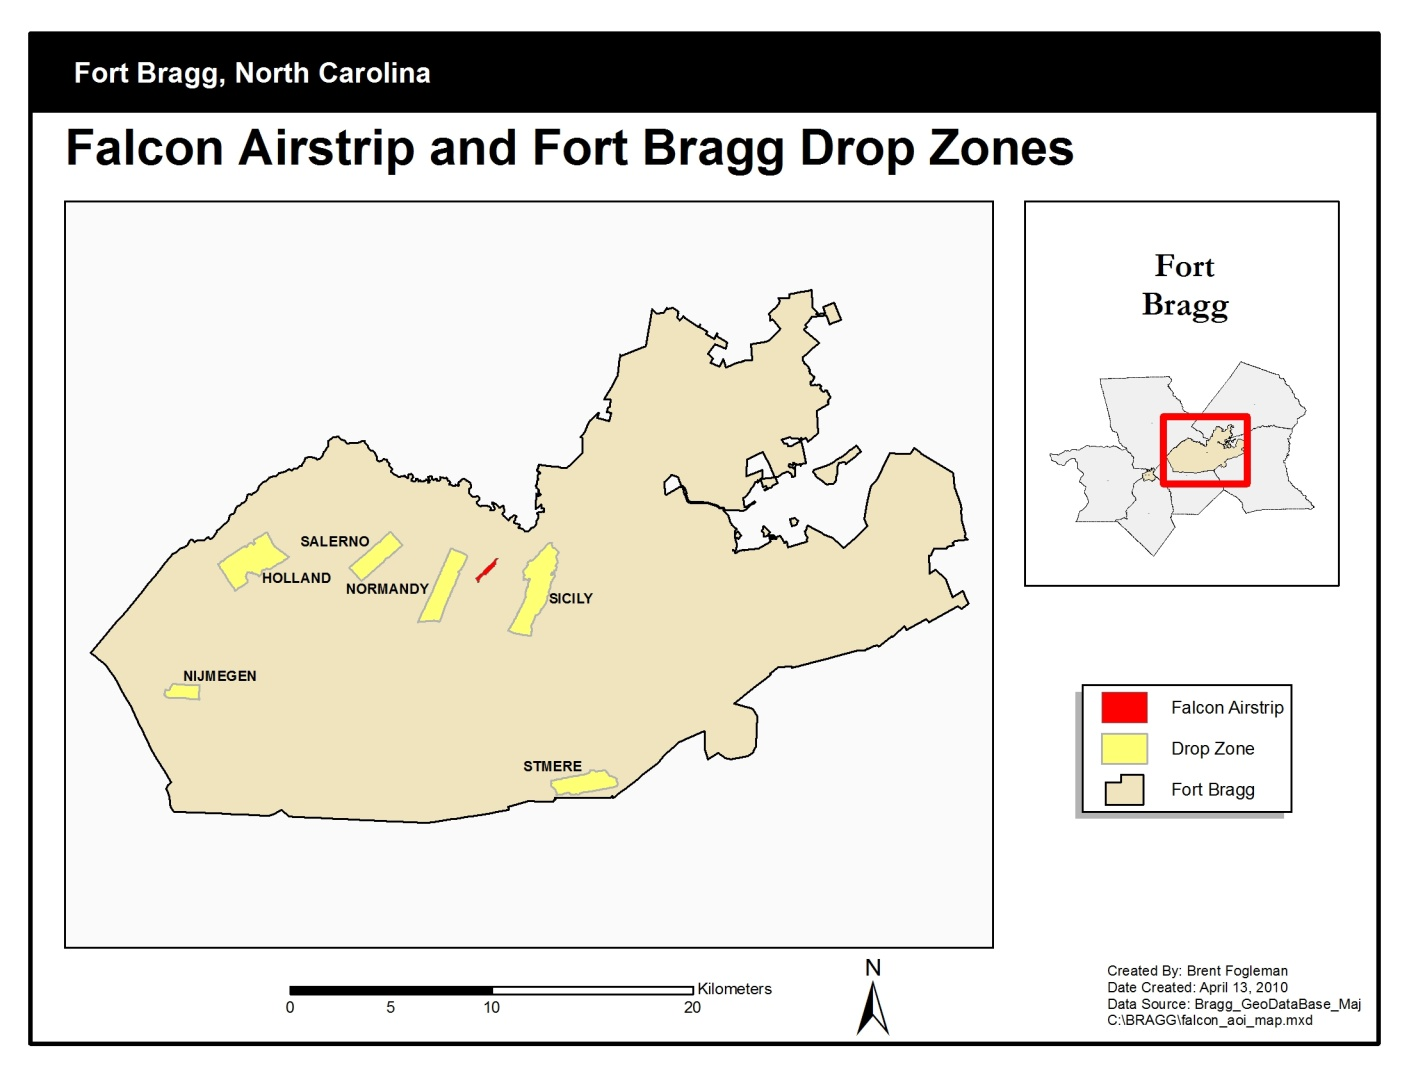 Fort Bragg, North Carolina
Falcon Airstrip and Fort Bragg Drop Zones
SALERNO
HOLLAND
NORMANDY
SICILY
NIJMEGEN
STMERE
Fort
Bragg
Falcon Airstrip
Drop Zone
Fort Bragg
Kilometers
0 5 10 20
N
Created By: Brent Fogleman
Date Created: April 13, 2010
Data Source: Bragg_GeoDataBase_Maj
C:\BRAGG\falcon_aoi_map.mxd